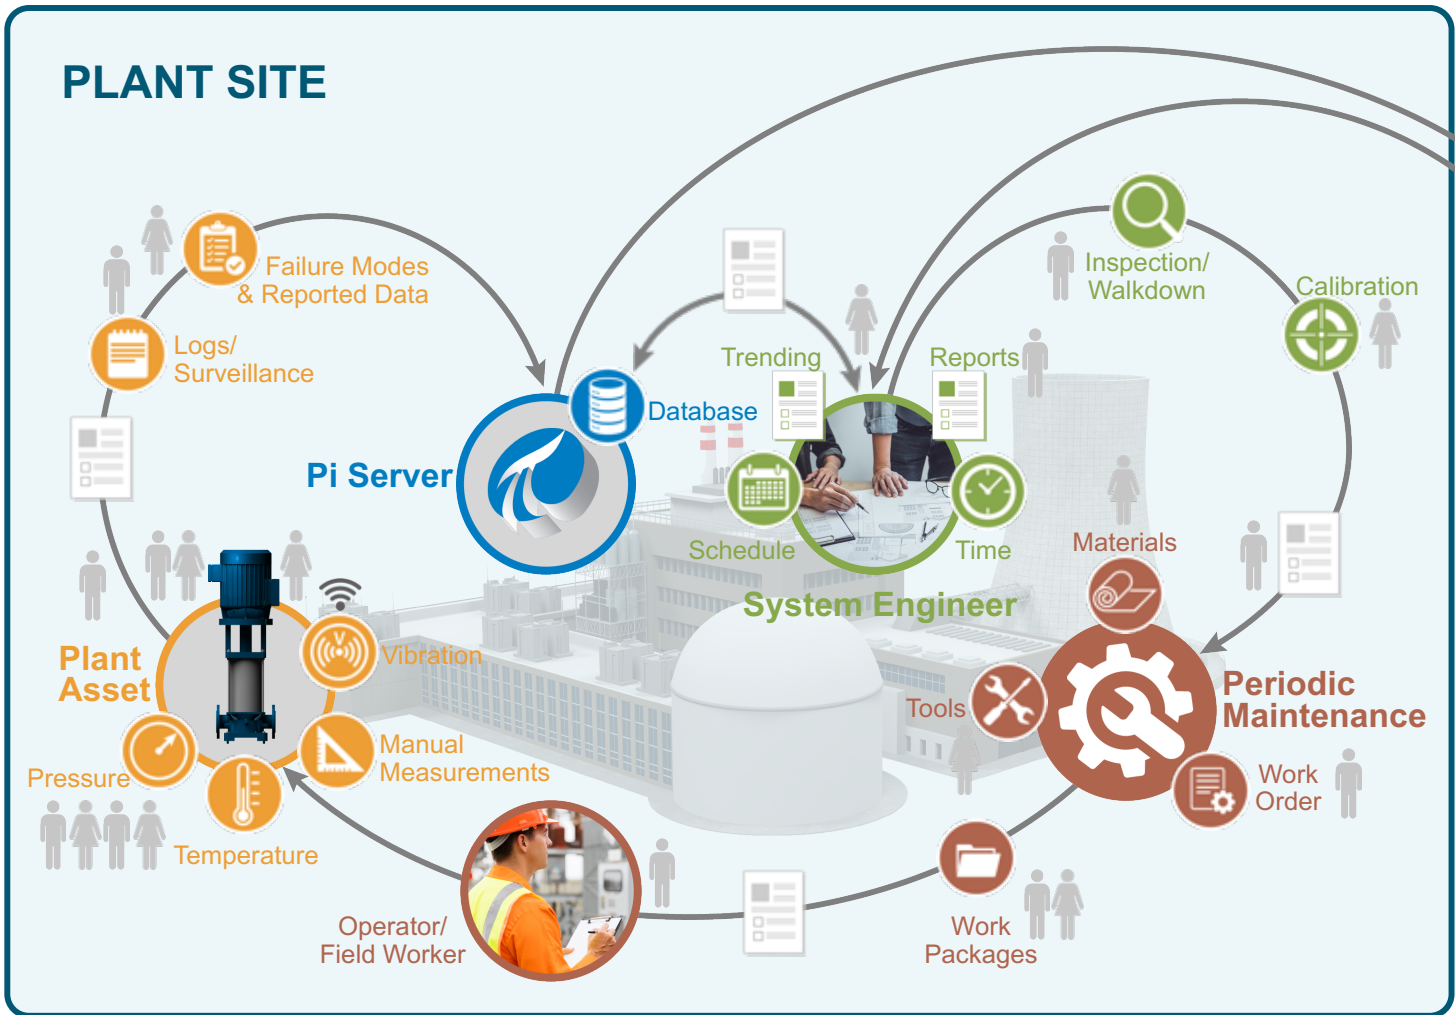 PLANT SITE
Failure Modes
& Reported Data
Logs/
Surveillance
Inspection/
Walkdown
Calibration
Trending
Reports
Database
Pi Server
Schedule
Time
System Engineer
Materials
Plant
Asset
Vibration
Tools
Periodic
Maintenance
Manual
Measurements
Pressure
Temperature
Work
Order
Operator/
Field Worker
Work
Packages